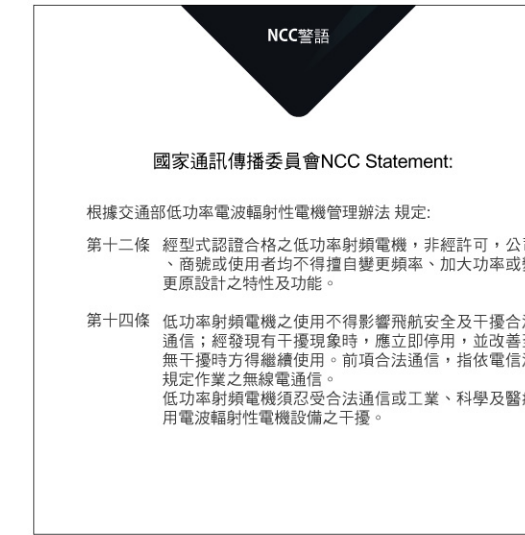 NCC警語
國家通訊傳播委員會NCC Statement:
根據交通部低功率電波輻射性電機管理辦法 規定:
第十二條 經型式認證合格之低功率射頻電機，非經許可，公
、商號或使用者均不得擅自變更頻率、加大功率或
更原設計之特性及功能。
第十四條 低功率射頻電機之使用不得影響飛航安全及干擾合
通信；經發現有干擾現象時，應立即停用，並改善
無干擾時方得繼續使用。前項合法通信，指依電信
規定作業之無線電通信。
低功率射頻電機須忍受合法通信或工業、科學及醫
用電波輻射性電機設備之干擾。